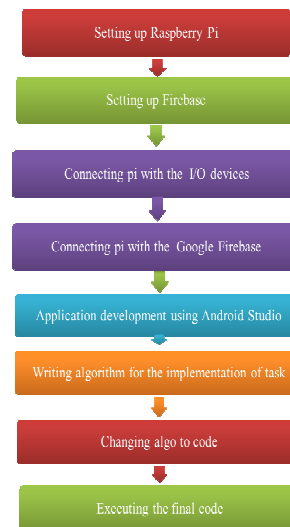 Setting up Raspberry Pi
Setting up Firebase
Connecting pi with the I/O devices
Connecting pi with the Google Firebase
Application development using Android Studio
Writing algorithm for the implementation of task
Changing algo to code
Executing the final code